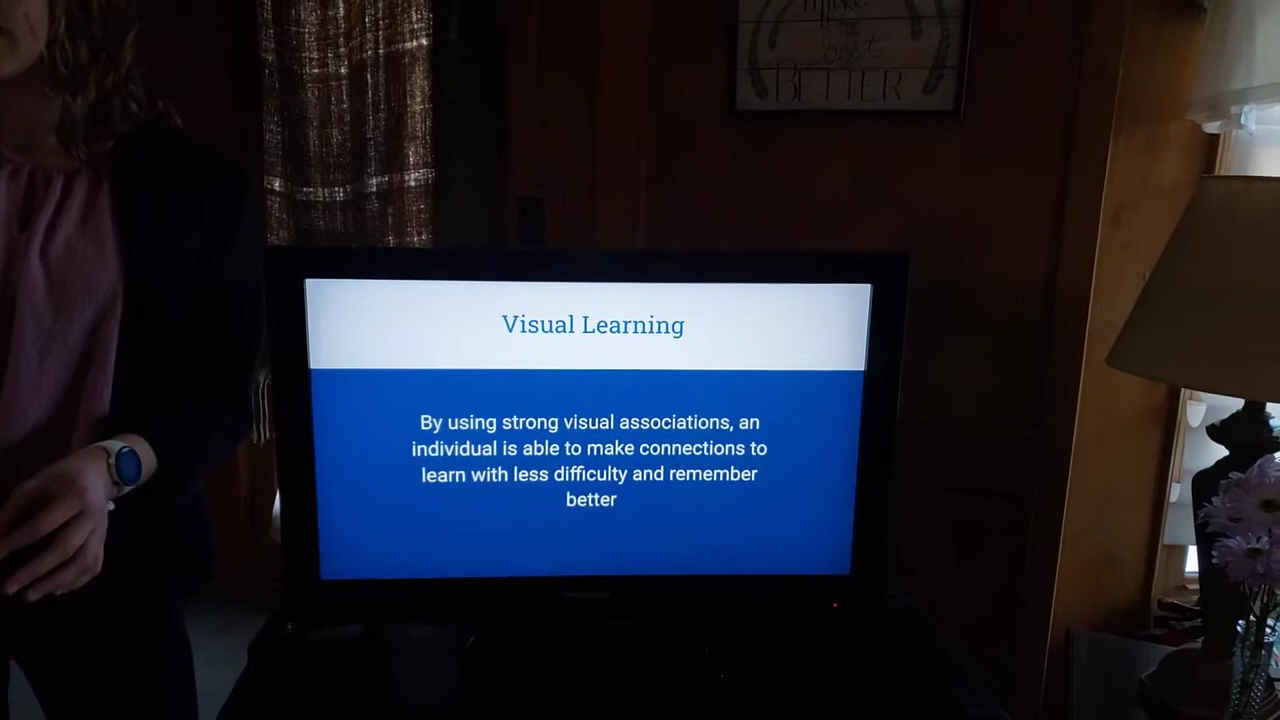 best
BETTER
Visual Learning
By using strong visual associations, an
individual is able to make connections to
learn with less difficulty and remember
better